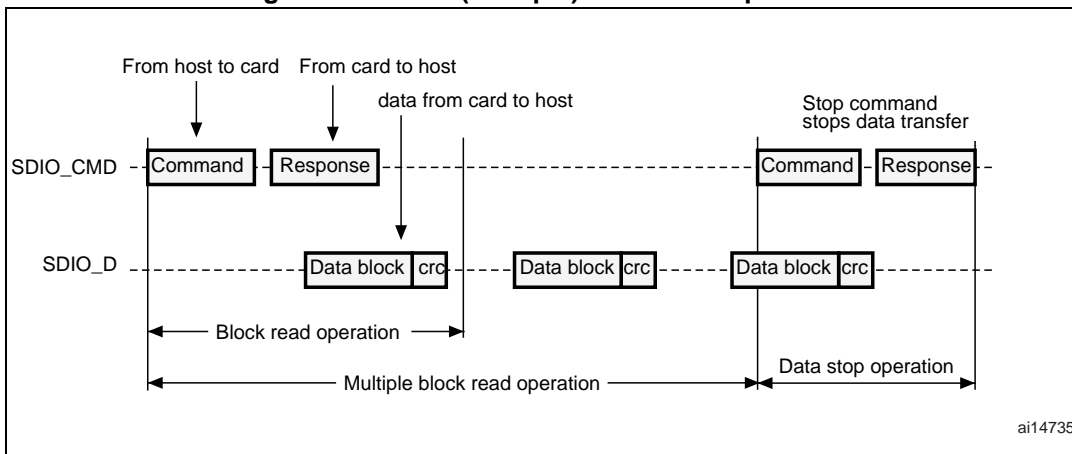 From host to card From card to host
data from card to host
Stop command
stops data transfer
SDIO_CMD Command Response Command Response
SDIO_D Data block crc Data block crc Data block crc
Block read operation
Data stop operation
Multiple block read operation
ai14735